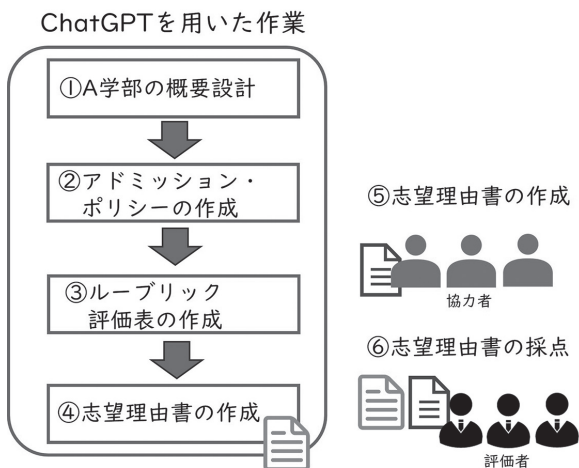 ChatGPTを用いた作業
①A学部の概要設計
②アドミッション・
ポリシーの作成
③ルーブリック
評価表の作成
④志望理由書の作成
⑤志望理由書の作成
協力者
⑥志望理由書の採点
評価者